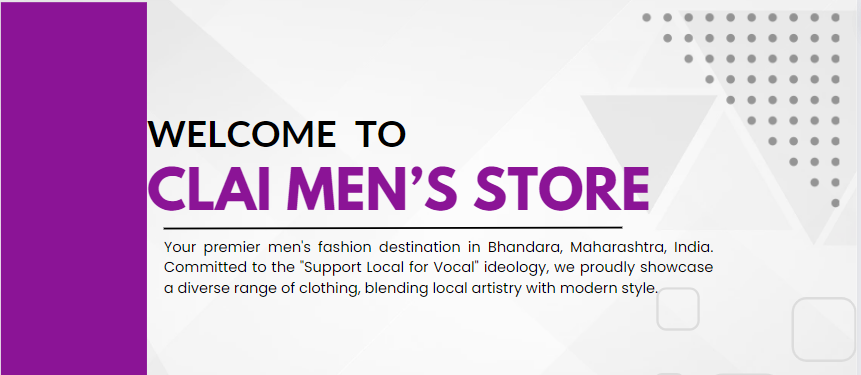 WELCOME TO
CLAI MEN’S STORE
Your premier men's fashion destination in Bhandara, Maharashtra, India.
Committed to the "Support Local for Vocal" ideology, we proudly showcase
a diverse range of clothing, blending local artistry with modern style.